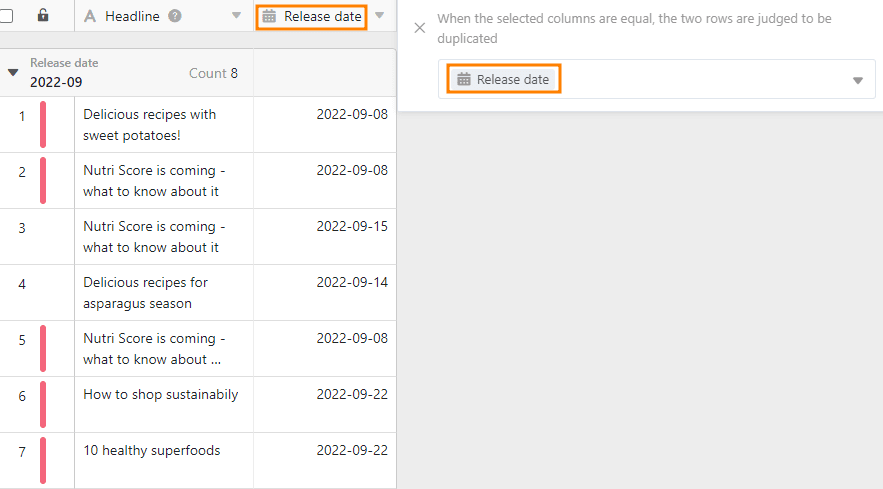 Headline ? Release date
When the selected columns are equal, the two rows are judged to be
duplicated
Release date
Release date
Count 8
2022-09
1 Delicious recipes with 2022-09-08
sweet potatoes!
2 Nutri Score is coming - 2022-09-08
what to know about it
3 Nutri Score is coming - 2022-09-15
what to know about it
4 Delicious recipes for 2022-09-14
asparagus season
5 Nutri Score is coming - 2022-09-08
what to know about ...
6 How to shop sustainabily 2022-09-22
7 10 healthy superfoods 2022-09-22